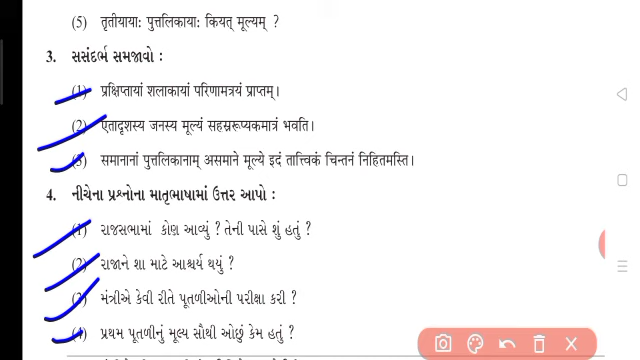 (5) तृतीयायाः पुत्तलिकायाः कियत् मूल्यम् ?
3. સસંદર્ભ સમજાવો :
(1) प्रक्षिप्तायां शलाकायां परिणामत्रयं प्राप्तम्।
(2) एतादृशस्य जनस्य मूल्यं सहस्ररूप्यकमात्रं भवति।
(3) समानानां पुत्तलिकानाम् असमाने मूल्ये इदं तात्त्विकं चिन्तनं निहितमस्ति।
4. નીચેના પ્રશ્નોના માતૃભાષામાં ઉત્તર આપો :
(1) રાજસભામાં કોણ આવ્યું ? તેની પાસે શું હતું ?
(2) રાજાને શા માટે આશ્ચર્ય થયું ?
(3) મંત્રીએ કેવી રીતે પૂતળીઓની પરીક્ષા કરી ?
(4) પ્રથમ પૂતળીનું મૂલ્ય સૌથી ઓછું કેમ હતું ?